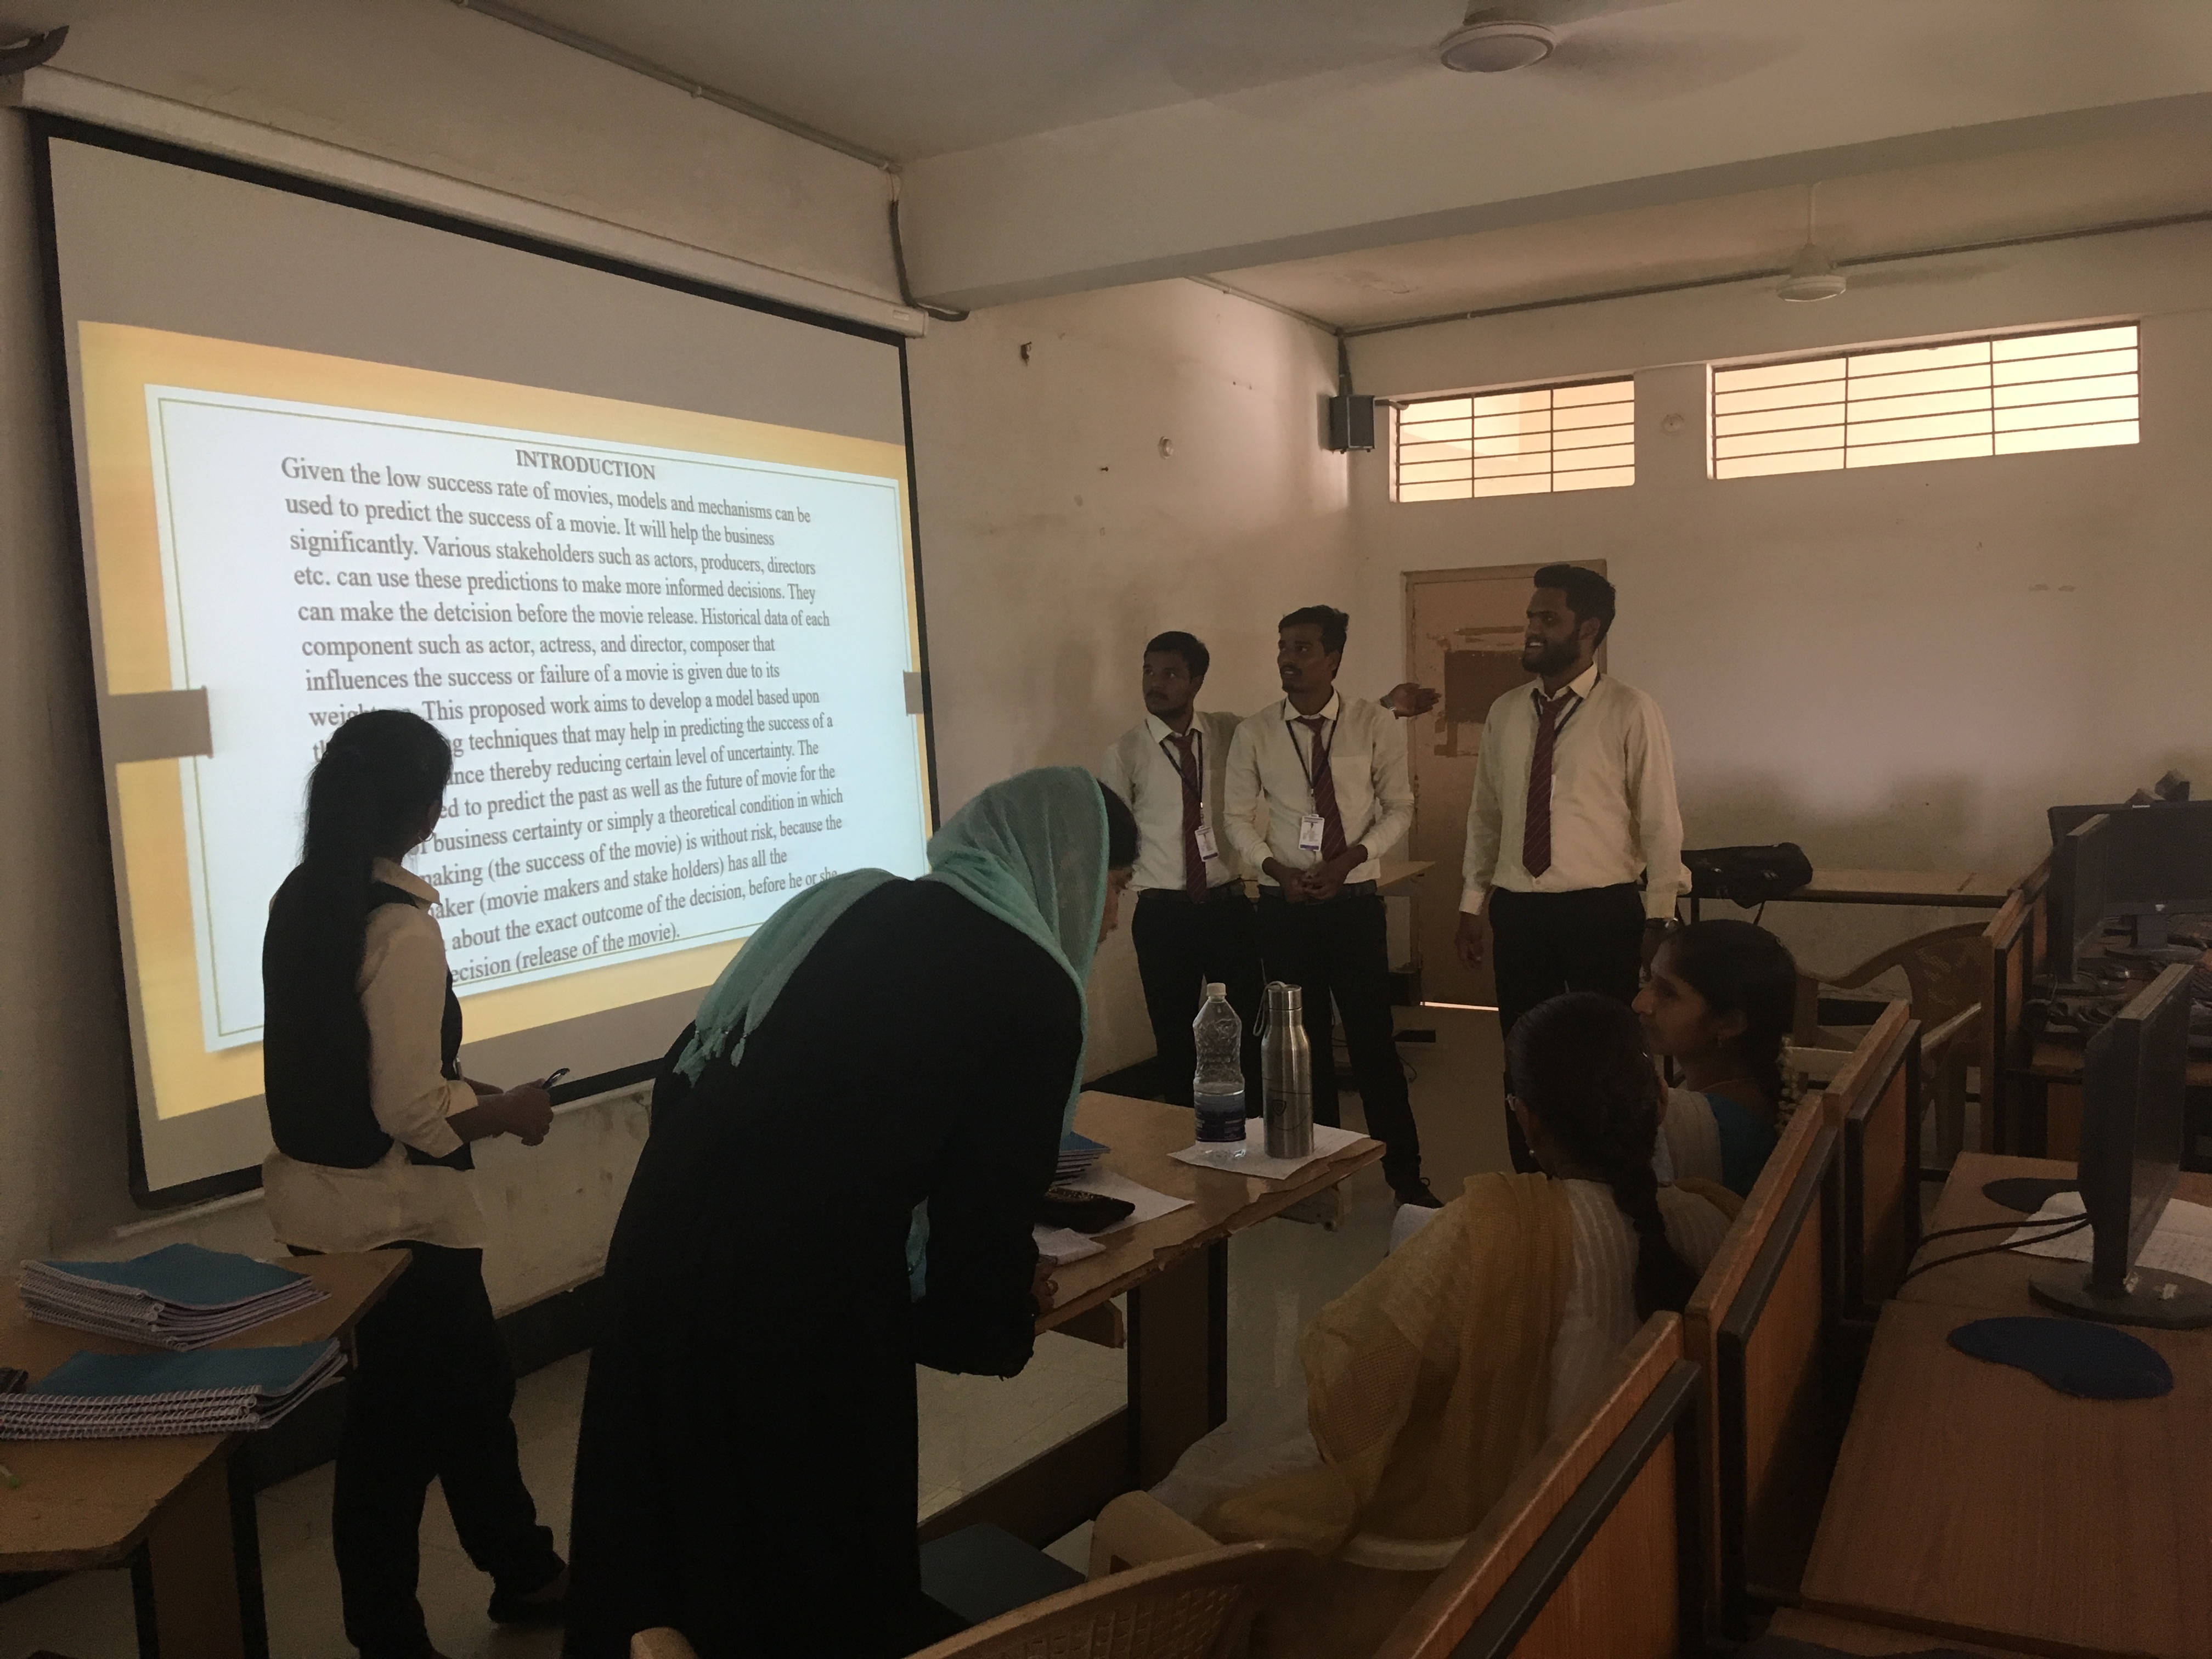 INTRODUCTION
Given the low success rate of movies, models and mechanisms can be
used to predict the success of a movie. It will help the business
significantly. Various stakeholders such as actors, producers, directors
etc. can use these predictions to make more informed decisions. They
can make the detcision before the movie release. Historical data of each
component such as actor, actress, and director, composer that
influences the success or failure of a movie is given due to its
This proposed work aims to develop a model based upon
techniques that may help in predicting the success of a
thereby reducing certain level of uncertainty. The
to predict the past as well as the future of movie for the
business certainty or simply a theoretical condition in which
(the success of the movie) is without risk, because the
(movie makers and stake holders) has all the
about the exact outcome of the decision, before he or she
(release of the movie).